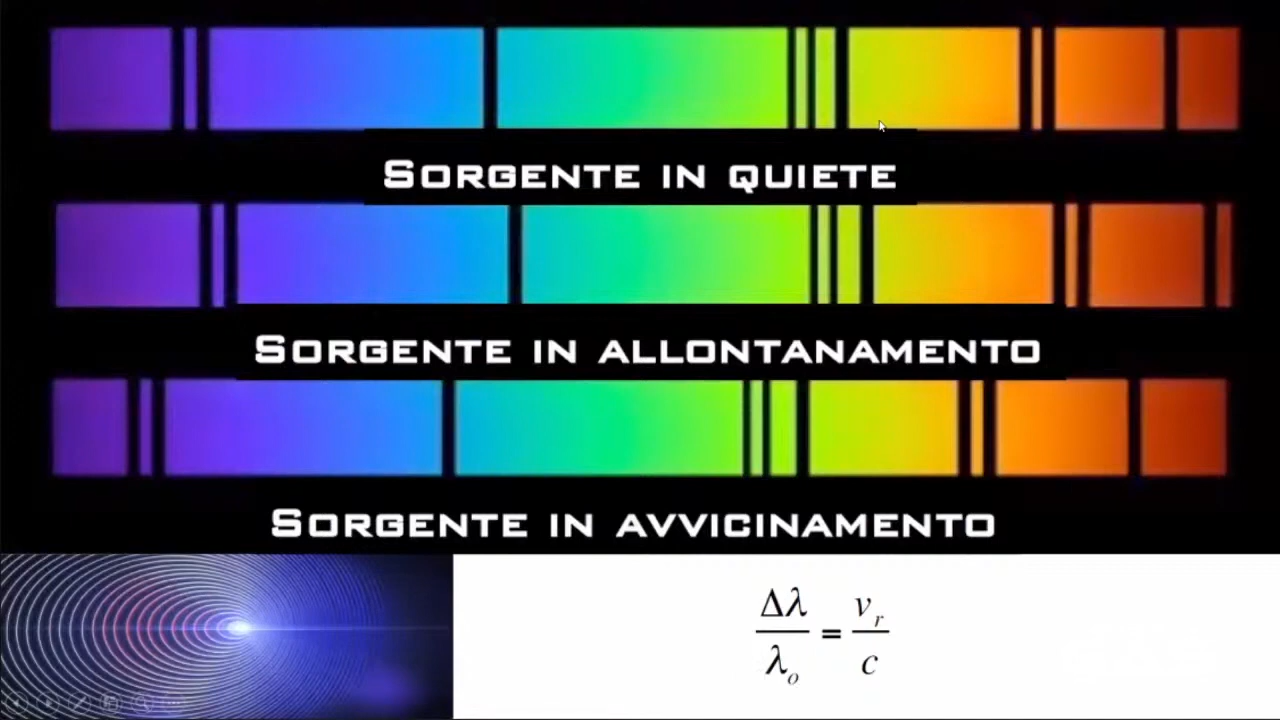 Sorgente in quiete
Sorgente in allontanamento
Sorgente in avvicinamento
Δλ/λₒ = vᵣ/c